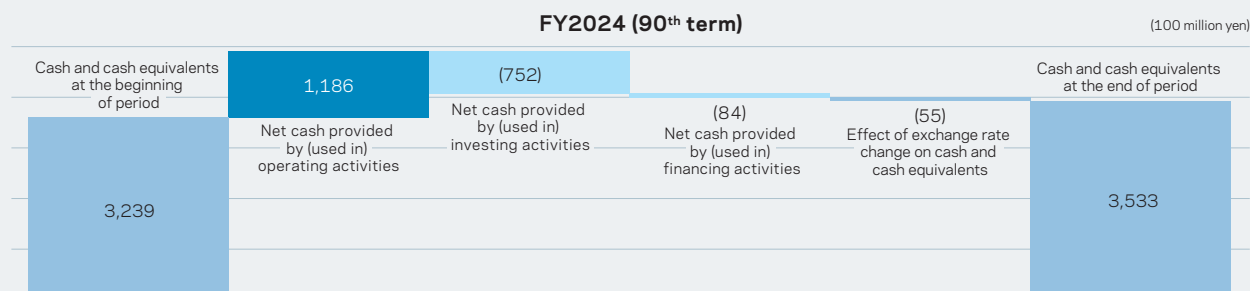 FY2024 (90th term)
(100 million yen)
Cash and cash equivalents
at the beginning
of period
3,239
1,186
Net cash provided
by (used in)
operating activities
(752)
Net cash provided
by (used in)
investing activities
(84)
Net cash provided
by (used in)
financing activities
(55)
Effect of exchange rate
change on cash and
cash equivalents
Cash and cash equivalents
at the end of period
3,533